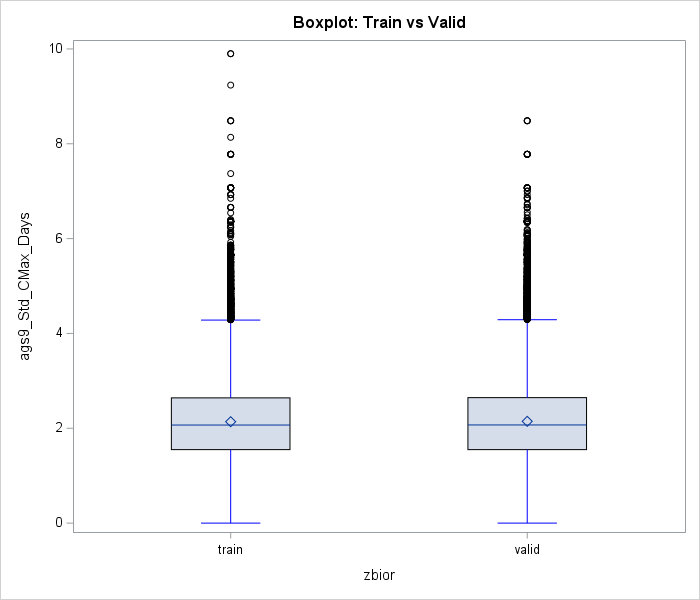 Boxplot: Train vs Valid
10
8
6
4
2
0
ags9_Std_CMax_Days
train
valid
zbior